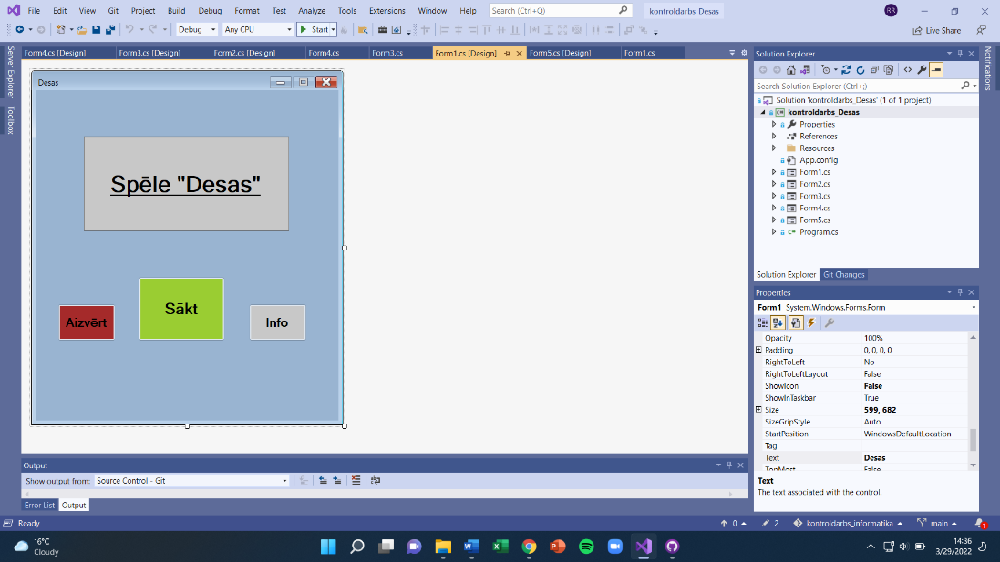 File Edit View Git Project Build Debug Format Test Analyze Tools Extensions Window Help Search (Ctrl+Q) kontroldarbs_Desas RR
Debug Any CPU Start Live Share
Server Explorer
Toolbox
Form4.cs [Design] Form3.cs [Design] Form2.cs [Design] Form4.cs Form3.cs Form1.cs [Design] Form5.cs [Design] Form1.cs
Desas
Spēle "Desas"
Sākt
Aizvērt
Info
Solution Explorer
Search Solution Explorer (Ctrl+;)
Solution 'kontroldarbs_Desas' (1 of 1 project)
kontroldarbs_Desas
Properties
References
Resources
App.config
Form1.cs
Form2.cs
Form3.cs
Form4.cs
Form5.cs
Program.cs
Solution Explorer Git Changes
Notifications
Properties
Form1 System.Windows.Forms.Form
Opacity 100%
Padding 0, 0, 0, 0
RightToLeft No
RightToLeftLayout False
ShowIcon False
ShowInTaskbar True
Size 599, 682
SizeGripStyle Auto
StartPosition WindowsDefaultLocation
Tag
Text Desas
TopMost False
Text
The text associated with the control.
Output
Show output from: Source Control - Git
Error List Output
Ready 0 2 kontroldarbs_informatika main 1
16°C
Cloudy
14:36
3/29/2022